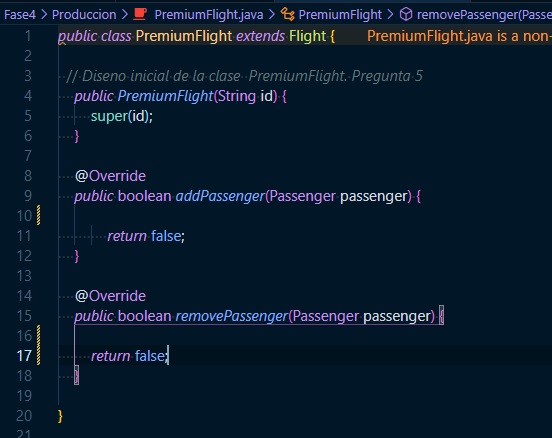 Fase4 > Produccion > PremiumFlight.java > PremiumFlight > removePassenger(Passe
1 public class PremiumFlight extends Flight { PremiumFlight.java is a non-
2
3 // Diseno inicial de la clase PremiumFlight. Pregunta 5
4 public PremiumFlight(String id) {
5 super(id);
6 }
7
8 @Override
9 public boolean addPassenger(Passenger passenger) {
10
11 return false;
12 }
13
14 @Override
15 public boolean removePassenger(Passenger passenger) {
16
17 return false;
18 }
19
20 }
21